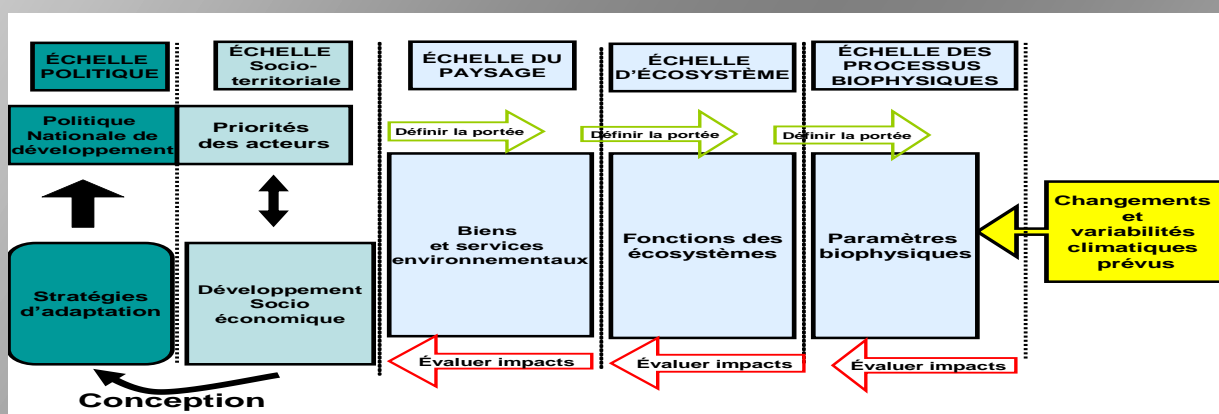 ÉCHELLE
POLITIQUE
ÉCHELLE
Socio-
territoriale
ÉCHELLE DU
PAYSAGE
ÉCHELLE
D'ÉCOSYSTÈME
ÉCHELLE DES
PROCESSUS
BIOPHYSIQUES
Politique
Nationale de
développement
Priorités
des acteurs
Définir la portée
Définir la portée
Définir la portée
Stratégies
d'adaptation
Développement
Socio
économique
Biens
et services
environnementaux
Fonctions des
écosystèmes
Paramètres
biophysiques
Changements
et
variabilités
climatiques
prévus
Évaluer impacts
Évaluer impacts
Évaluer impacts
Conception